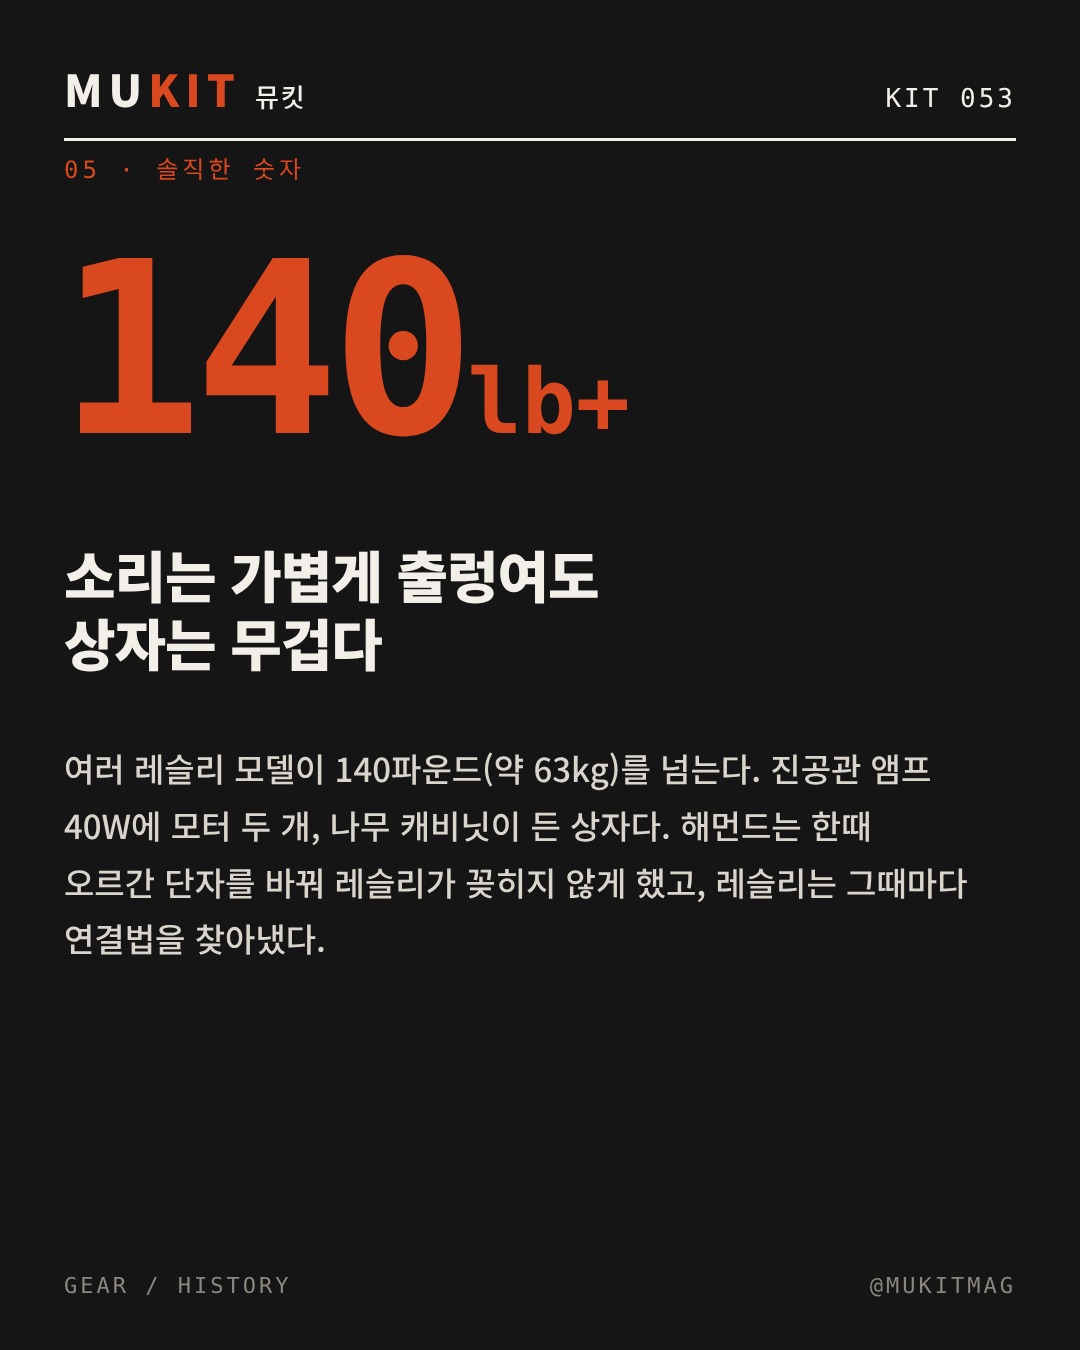 MUKIT 뮤킷 KIT 053
05 · 솔직한 숫자
140lb+
소리는 가볍게 출렁여도
상자는 무겁다
여러 레슬리 모델이 140파운드(약 63kg)를 넘는다. 진공관 앰프
40W에 모터 두 개, 나무 캐비닛이 든 상자다. 해먼드는 한때
오르간 단자를 바꿔 레슬리가 꽂히지 않게 했고, 레슬리는 그때마다
연결법을 찾아냈다.
GEAR / HISTORY @MUKITMAG